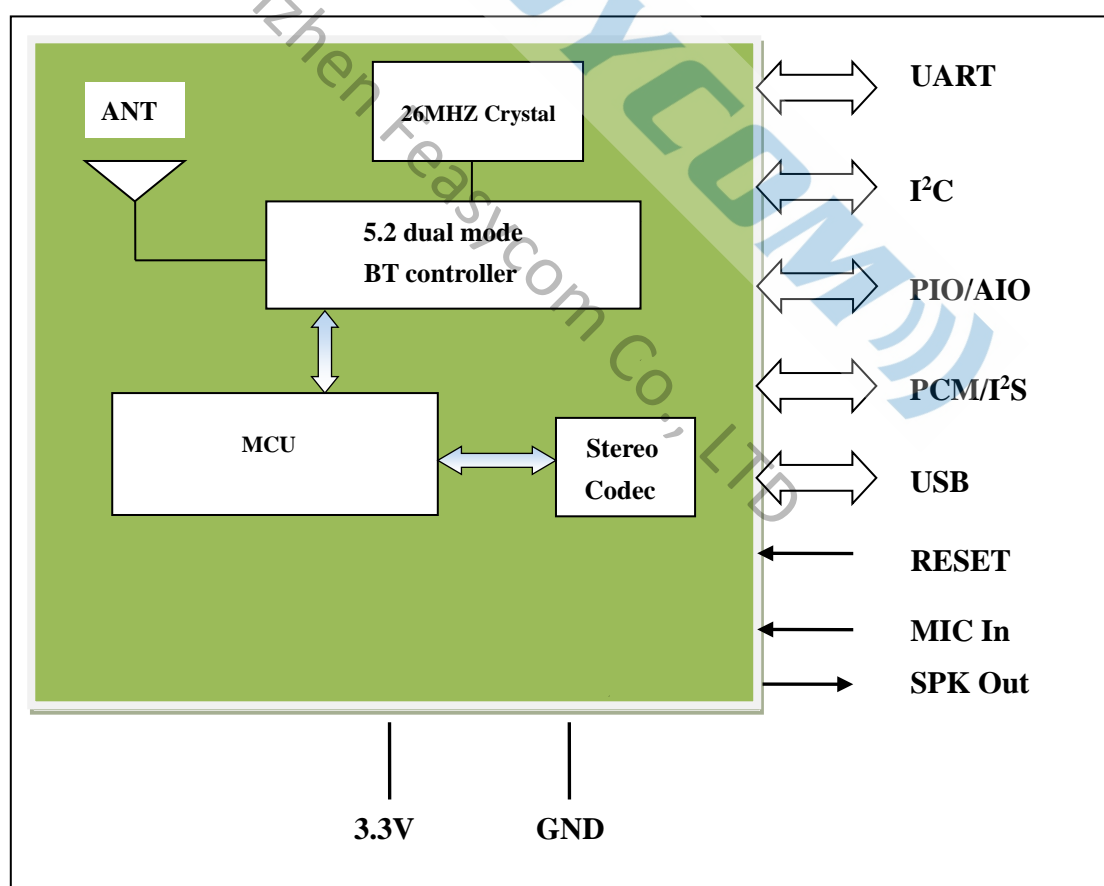 ANT
26MHZ Crystal
5.2 dual mode
BT controller
MCU
Stereo
Codec
UART
I²C
PIO/AIO
PCM/I²S
USB
RESET
MIC In
SPK Out
3.3V
GND
zhen Feasycom Co., LTD
YCOM